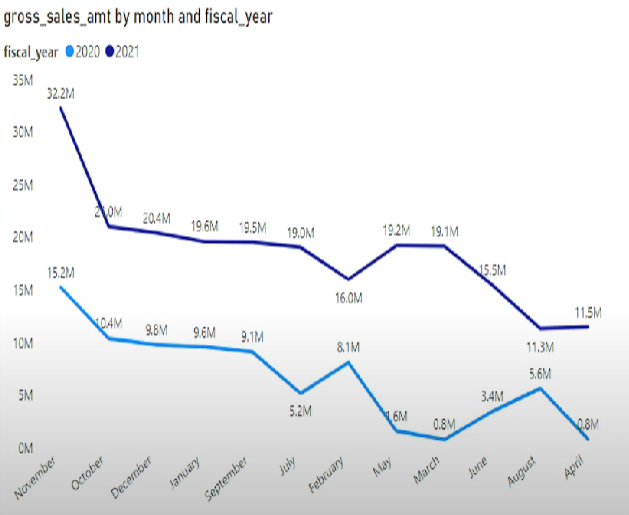 gross_sales_amt by month and fiscal_year
fiscal_year 2020 2021
35M
32.2M
30M
25M
21.0M 20.4M 19.6M 19.5M 19.0M 19.2M 19.1M
20M
15.2M 16.0M 15.5M
15M
10.4M 9.8M 9.6M 9.1M 8.1M 11.3M 11.5M
10M
5.2M 5.6M
5M
1.6M 0.8M 3.4M 0.8M
0M
November October December January September July February May March June August April